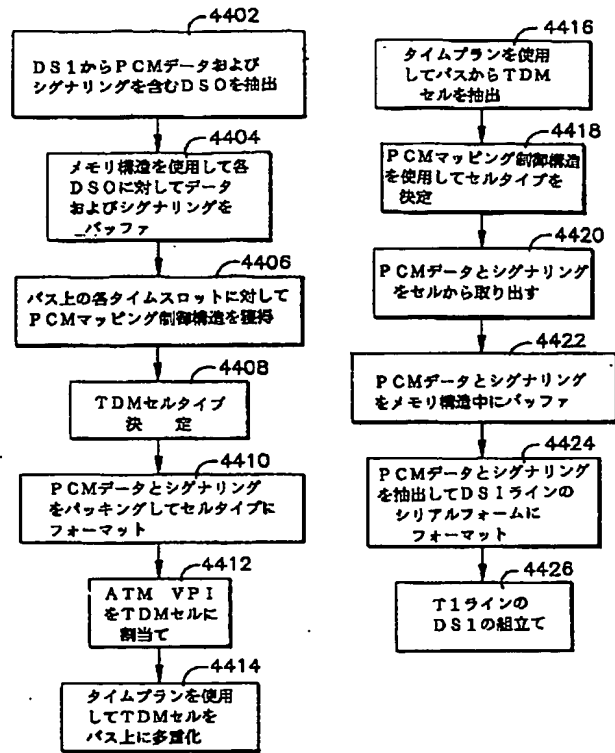 4402
DS1からPCMデータおよび
シグナリングを含むDSOを抽出
4404
メモリ構造を使用して各
DSOに対してデータ
およびシグナリングを
バッファ
4406
バス上の各タイムスロットに対して
PCMマッピング制御構造を獲得
4408
TDMセルタイプ
決 定
4410
PCMデータとシグナリング
をパッキングしてセルタイプに
フォーマット
4412
ATM VPI
をTDMセルに
割当て
4414
タイムプランを使用
してTDMセルを
バス上に多重化
4416
タイムプランを使用
してバスからTDM
セルを抽出
4418
PCMマッピング制御構造
を使用してセルタイプを
決定
4420
PCMデータとシグナリング
をセルから取り出す
4422
PCMデータとシグナリング
をメモリ構造中にバッファ
4424
PCMデータとシグナリング
を抽出してDS1ラインの
シリアルフォームに
フォーマット
4426
T1ラインの
DS1の組立て